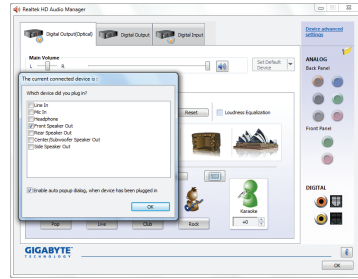 Realtek HD Audio Manager
Digital Output(Optical)
Digital Output
Digital Input
Device advanced settings
Main Volume
L
R
Set Default Device
ANALOG
Back Panel
The current connected device is :
Which device did you plug in?
Line In
Mic In
Headphone
Front Speaker Out
Rear Speaker Out
Center/Subwoofer Speaker Out
Side Speaker Out
Enable auto popup dialog, when device has been plugged in
OK
Reset
Loudness Equalization
Front Panel
Karaoke
+0
Pop
Live
Club
Rock
DIGITAL
GIGABYTE
TECHNOLOGY
OK